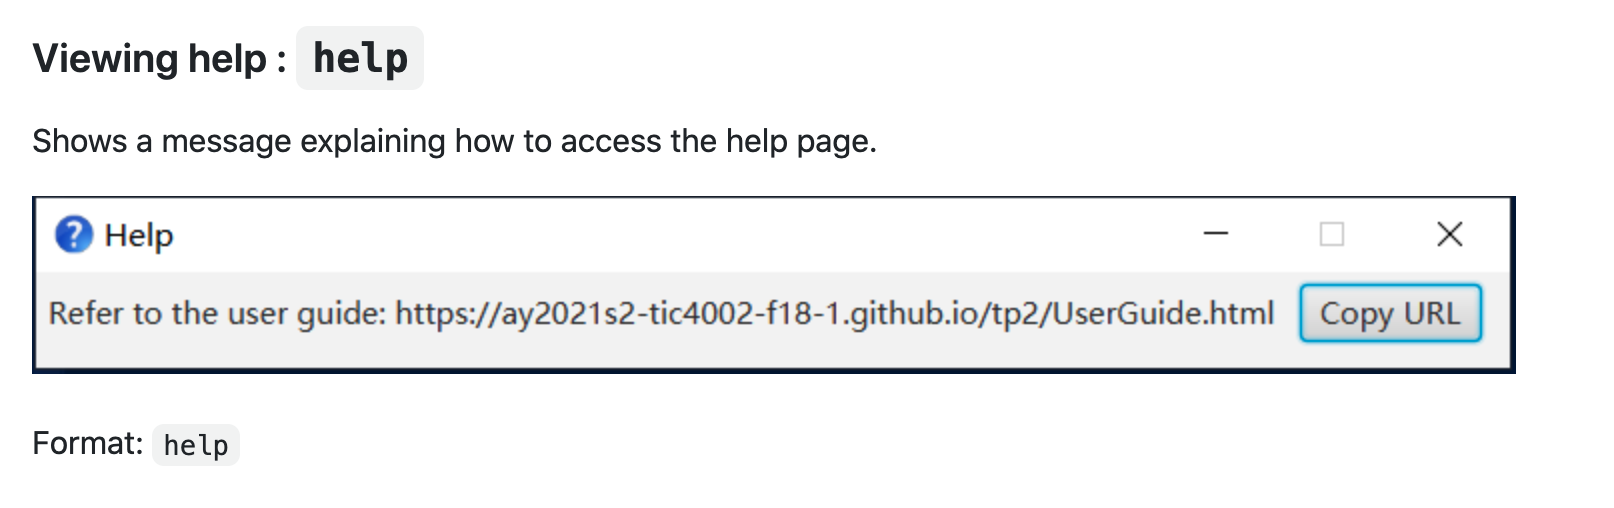 Viewing help : help
Shows a message explaining how to access the help page.
? Help
Refer to the user guide: https://ay2021s2-tic4002-f18-1.github.io/tp2/UserGuide.html Copy URL
Format: help